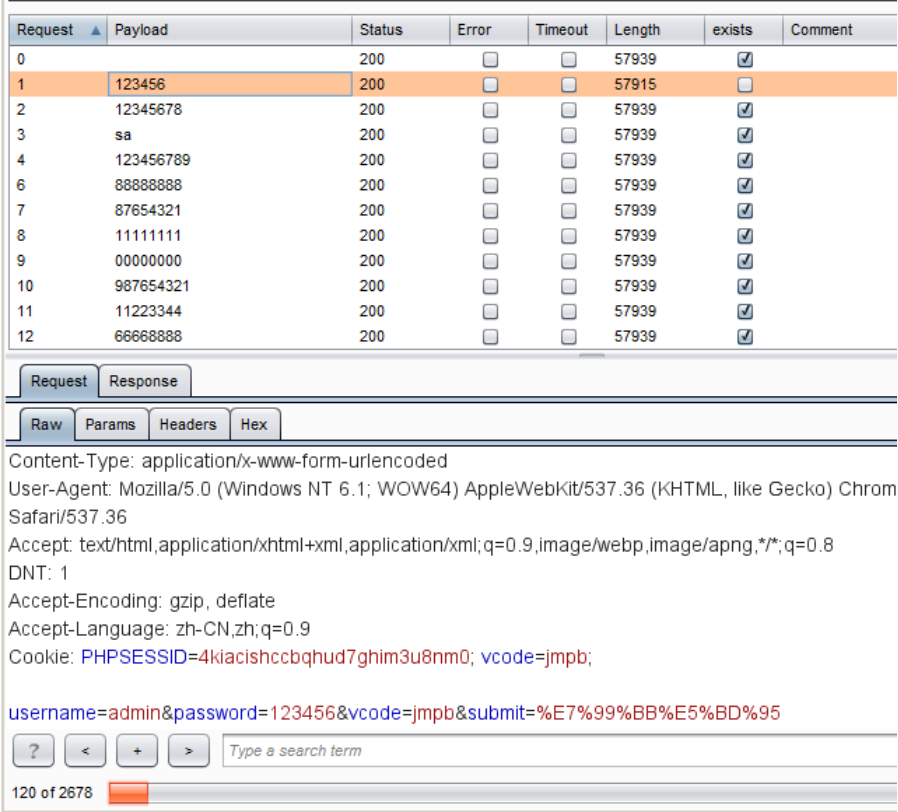 Request Payload Status Error Timeout Length exists Comment
0 200 57939
1 123456 200 57915
2 12345678 200 57939
3 sa 200 57939
4 123456789 200 57939
6 88888888 200 57939
7 87654321 200 57939
8 11111111 200 57939
9 00000000 200 57939
10 987654321 200 57939
11 11223344 200 57939
12 66668888 200 57939
Request Response
Raw Params Headers Hex
Content-Type: application/x-www-form-urlencoded
User-Agent: Mozilla/5.0 (Windows NT 6.1; WOW64) AppleWebKit/537.36 (KHTML, like Gecko) Chrom
Safari/537.36
Accept: text/html,application/xhtml+xml,application/xml;q=0.9,image/webp,image/apng,*/*;q=0.8
DNT: 1
Accept-Encoding: gzip, deflate
Accept-Language: zh-CN,zh;q=0.9
Cookie: PHPSESSID=4kiacishccbqhud7ghim3u8nm0; vcode=jmpb;
username=admin&password=123456&vcode=jmpb&submit=%E7%99%BB%E5%BD%95
? < + > Type a search term
120 of 2678